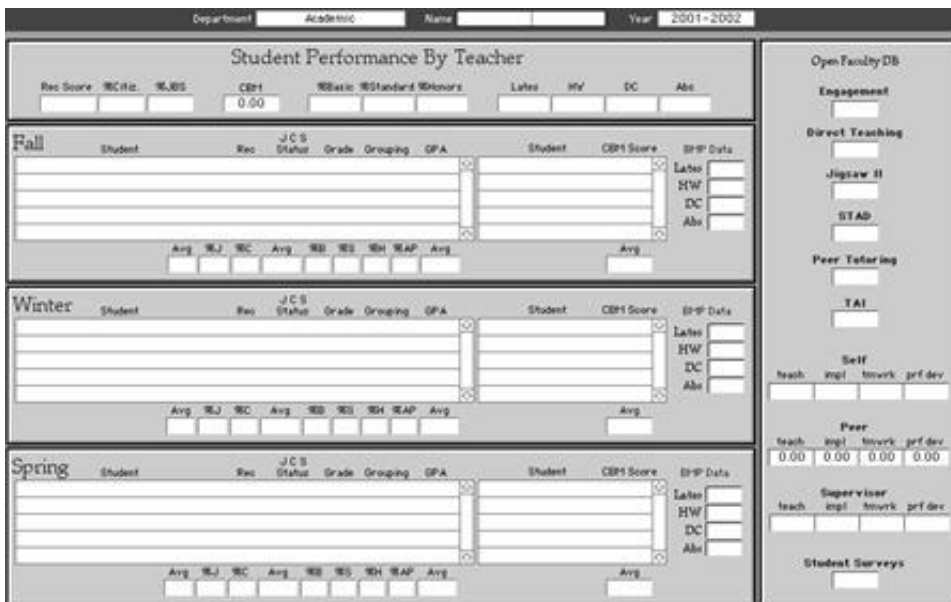 Department Academic Name Year 2001-2002
Student Performance By Teacher
Rec Score %Citiz. %JBS CBM %Basic %Standard %Honors Lates HW DC Abs
0.00
Fall Student Rec JCS Status Grade Grouping GPA Student CBM Score BMP Data
Lates
HW
DC
Abs
Avg %J %C Avg %B %S %H %AP Avg Avg
Winter Student Rec JCS Status Grade Grouping GPA Student CBM Score BMP Data
Lates
HW
DC
Abs
Avg %J %C Avg %B %S %H %AP Avg Avg
Spring Student Rec JCS Status Grade Grouping GPA Student CBM Score BMP Data
Lates
HW
DC
Abs
Avg %J %C Avg %B %S %H %AP Avg Avg
Open Faculty DB
Engagement
Direct Teaching
Jigsaw II
STAD
Peer Tutoring
TAI
Self
teach impl tmwrk prf dev
Peer
teach impl tmwrk prf dev
0.00 0.00 0.00 0.00
Supervisor
teach impl tmwrk prf dev
Student Surveys